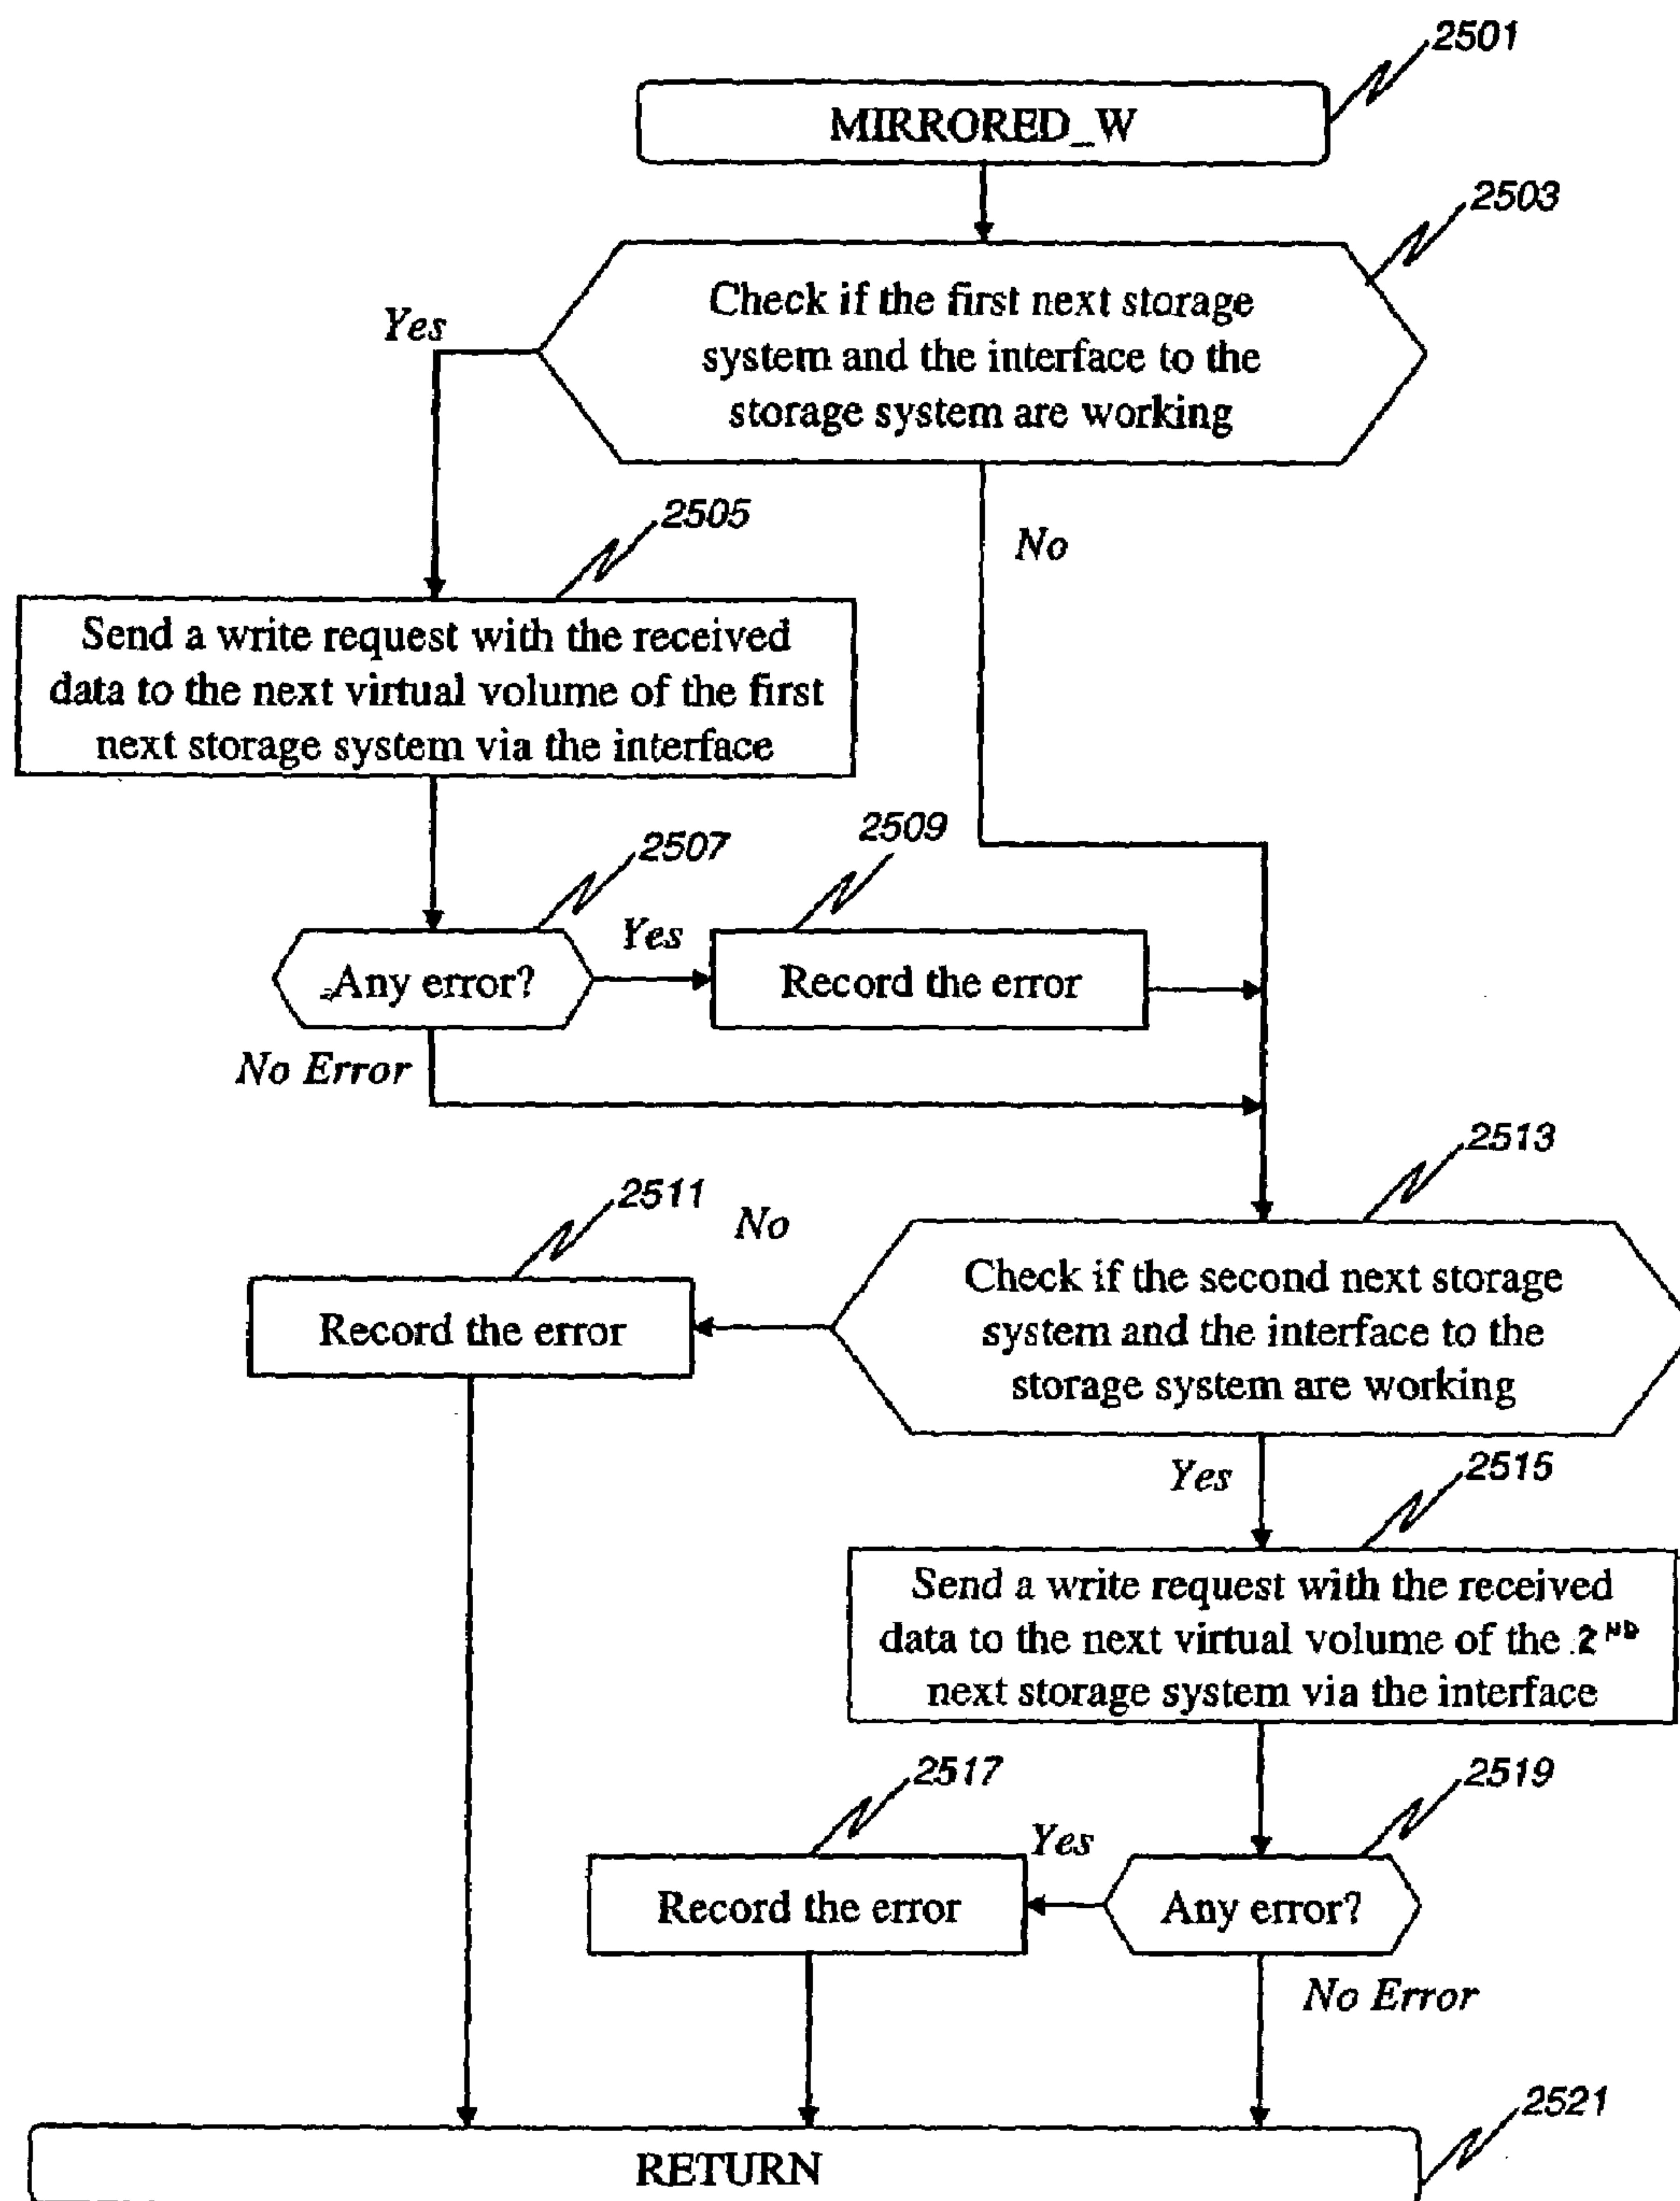 2501
MIRRORED_W
2503
Check if the first next storage
system and the interface to the
storage system are working
Yes
No
2505
Send a write request with the received
data to the next virtual volume of the first
next storage system via the interface
2507
2509
Any error?
Yes
Record the error
No Error
2513
2511
No
Check if the second next storage
system and the interface to the
storage system are working
Record the error
Yes
2515
Send a write request with the received
data to the next virtual volume of the 2ND
next storage system via the interface
2517
2519
Yes
Record the error
Any error?
No Error
2521
RETURN